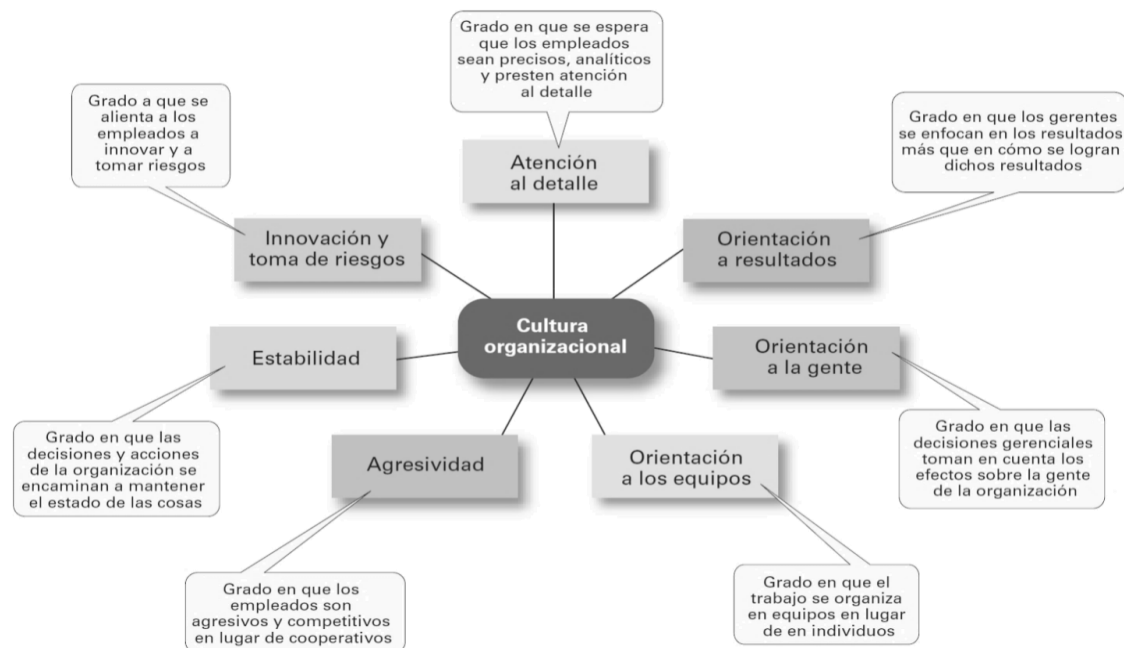 Grado en que se espera
que los empleados
sean precisos, analíticos
y presten atención
al detalle
Atención
al detalle
Grado a que se
alienta a los
empleados a
innovar y a
tomar riesgos
Innovación y
toma de riesgos
Grado en que los gerentes
se enfocan en los resultados
más que en cómo se logran
dichos resultados
Orientación
a resultados
Cultura
organizacional
Estabilidad
Grado en que las
decisiones y acciones
de la organización se
encaminan a mantener
el estado de las cosas
Orientación
a la gente
Grado en que las
decisiones gerenciales
toman en cuenta los
efectos sobre la gente
de la organización
Agresividad
Grado en que los
empleados son
agresivos y competitivos
en lugar de cooperativos
Orientación
a los equipos
Grado en que el
trabajo se organiza
en equipos en lugar
de en individuos